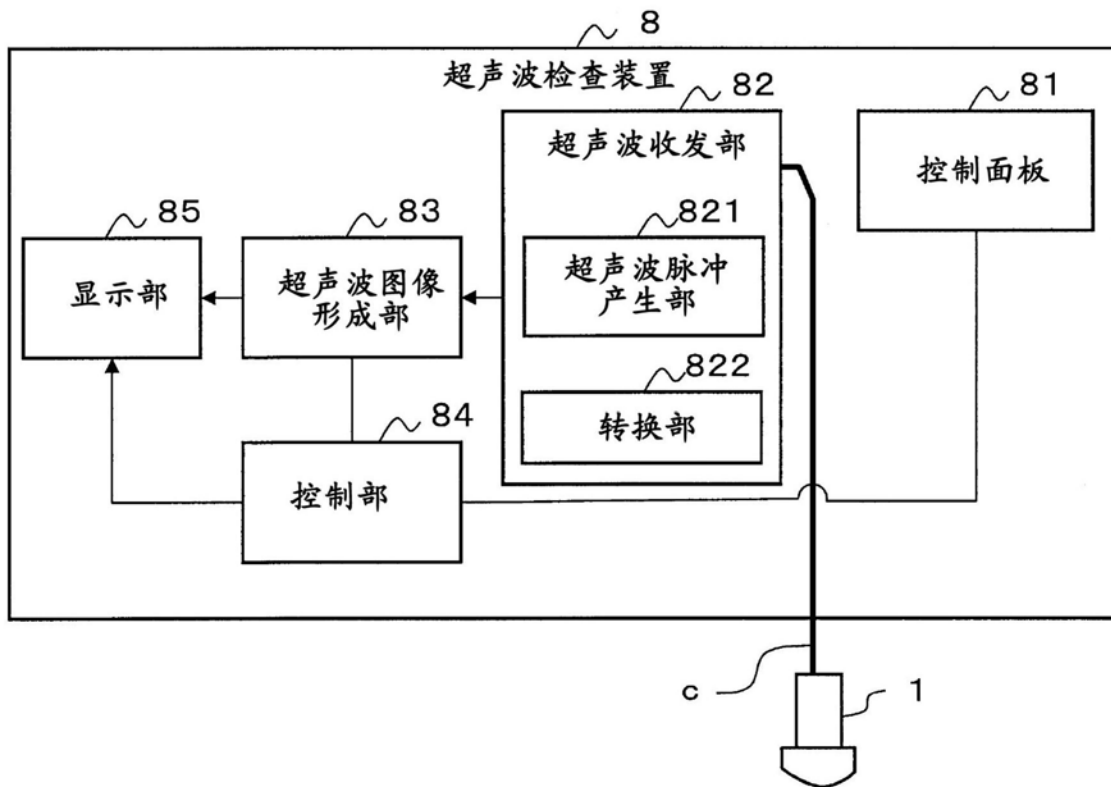 8
超声波检查装置
82
81
超声波收发部
控制面板
85
83
821
显示部
超声波图像
形成部
超声波脉冲
产生部
822
84
转换部
控制部
c
1